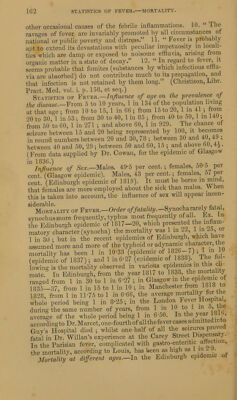 162 STATISTICS OF FEVER.—MORTALITY.
other occasional causes of the febrile inflammations. 10. “ The
ravages of fever are invariably promoted by all circumstances of
national or public poverty and distress.” 11. “ Fever is probably
apt to extend its devastations with peculiar impetuosity in locali-
ties which are damp or exposed to noisome effluvia, arising from
organic matter in a state of decay.” 12. “In regard to fever, it
seems probable that fomites (substances by which infectious efflu-
via are absorbed) do not contribute much to its propagation, and
that infection is not retained by them long.” (Christison, Libr.
Pract. Med. vol. i. p. 156, et seq.)
STATISTICS OF FEVER.—Influence of age on the prevalence of
the disease.—From 5 to 10 years, 1 in 134 of the population living
at that age; from 10 to 15, 1 in 68; from 15 to 20, 1 in 41; from
20 to 30, 1 in 53; from 30 to 40, 1 in 85; from 40 to 50, 1 in 149;
from 50 to 60, 1 in 271; and above 60, 1 in 929. The chance of
seizure between 15 and 20 being represented by 100, it becomes
in round numbers between 20 and 30, 78; between 30 and 40, 49;
between 40 and 50, 29; between 50 and 60, 15; and above 60, 4½.
(From data supplied by Dr. Cowan, for the epidemic of Glasgow
in 1836.)
Influence of Sex.—Males, 49·5 per cent.; females, 50·5 per
cent. (Glasgow epidemic). Males, 43 per cent.; females, 57 per
cent. (Edinburgh epidemic of 1817). It must be borne in mind,
that females are more employed about the sick than males. When
this is taken into account, the influence of sex will appear incon-
siderable.
MORTALITY OF FEVER.—Order of fatality.—Synocha rarely fatal,
synochus more frequently, typhus most frequently of all. Ex. In
the Edinburgh epidemic of 1817—20, which presented the inflam-
matory character (synocha) the mortality was 1 in 22, 1 in 25, or
1 in 30; but in the recent epidemics of Edinburgh, which have
assumed more and more of the typhoid or adynamic character, the
mortality has been 1 in 10·33 (epidemic of 1826—7); 1 in 10
(epidemic of 1837); and 1 in 6·27 (epidemic of 1838). The fol-
lowing is the mortality observed in various epidemics in this cli-
mate. In Edinburgh, from the year 1817 to 1838, the mortality
ranged from 1 in 30 to 1 in 6·27; in Glasgow in the epidemic of
1835—37, from 1 in 15 to 1 in 10; in Manchester from 1818 to
1828, from 1 in 11·75 to 1 in 6·66, the average mortality for the
whole period being 1 in 9·25; in the London Fever Hospital,
during the same number of years, from 1 in 10 to 1 in 5, the
average of the whole period being 1 in 6·56. In the year 1816,
according to Dr. Marcet, one-fourth of all the fever cases admitted into
Guy's Hospital died; whilst one-half of all the seizures proved
fatal in Dr. Willan's experience at the Carey Street Dispensary.
In the Parisian fever, complicated with gastro-enteritic affection,
the mortality, according to Louis, has been as high as 1 in 2·9.
Mortality at different ages.—In the Edinburgh epidemic of